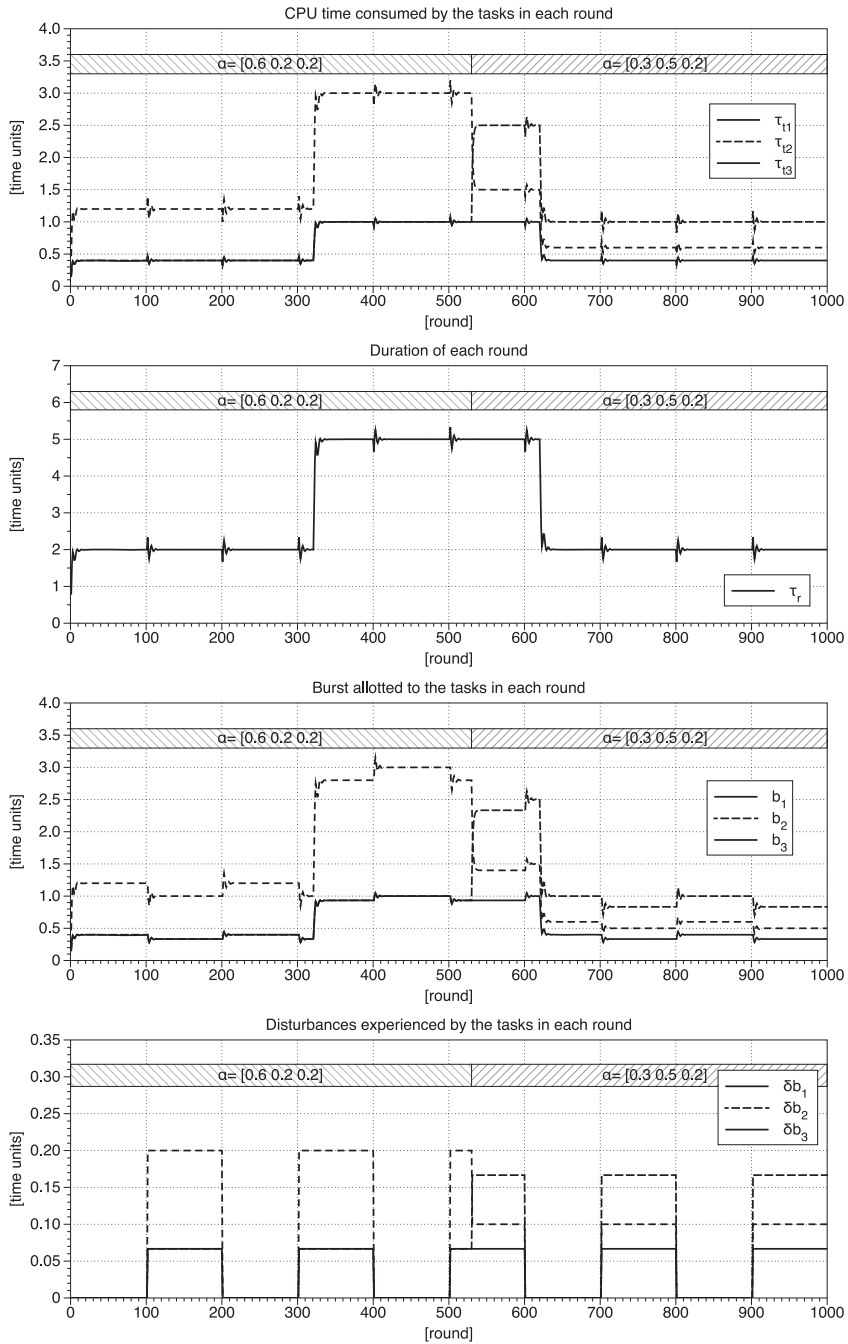 CPU time consumed by the tasks in each round
4.0
3.5
3.0
2.5
2.0
1.5
1.0
0.5
0
[time units]
α= [0.6 0.2 0.2]
α= [0.3 0.5 0.2]
τt1
τt2
τt3
0 100 200 300 400 500 600 700 800 900 1000
[round]
Duration of each round
7
6
5
4
3
2
1
0
[time units]
α= [0.6 0.2 0.2]
α= [0.3 0.5 0.2]
τr
0 100 200 300 400 500 600 700 800 900 1000
[round]
Burst allotted to the tasks in each round
4.0
3.5
3.0
2.5
2.0
1.5
1.0
0.5
0
[time units]
α= [0.6 0.2 0.2]
α= [0.3 0.5 0.2]
b1
b2
b3
0 100 200 300 400 500 600 700 800 900 1000
[round]
Disturbances experienced by the tasks in each round
0.35
0.30
0.25
0.20
0.15
0.10
0.05
0
[time units]
α= [0.6 0.2 0.2]
α= [0.3 0.5 0.2]
δb1
δb2
δb3
0 100 200 300 400 500 600 700 800 900 1000
[round]